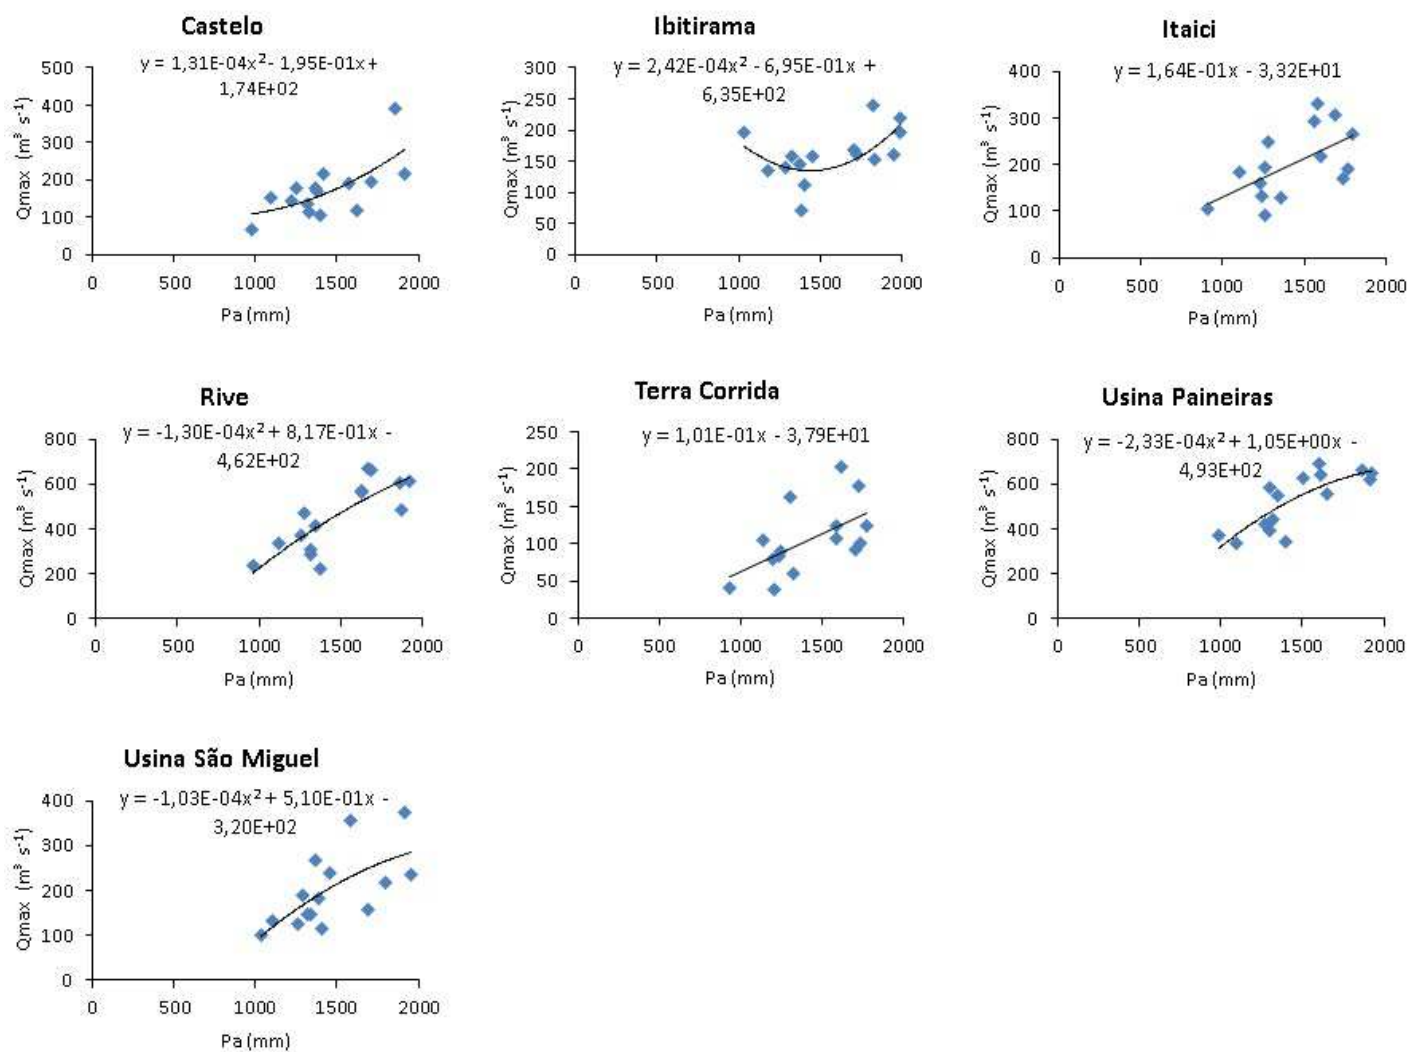 Castelo
y = 1,31E-04x² - 1,95E-01x +
1,74E+02
Qmax (m³ s⁻¹)
500
400
300
200
100
0
0 500 1000 1500 2000
Pa (mm)
Ibitirama
y = 2,42E-04x² - 6,95E-01x +
6,35E+02
Qmax (m³ s⁻¹)
300
250
200
150
100
50
0
0 500 1000 1500 2000
Pa (mm)
Itaici
y = 1,64E-01x - 3,32E+01
Qmax (m³ s⁻¹)
400
300
200
100
0
0 500 1000 1500 2000
Pa (mm)
Rive
y = -1,30E-04x² + 8,17E-01x -
4,62E+02
Qmax (m³ s⁻¹)
800
600
400
200
0
0 500 1000 1500 2000
Pa (mm)
Terra Corrida
y = 1,01E-01x - 3,79E+01
Qmax (m³ s⁻¹)
250
200
150
100
50
0
0 500 1000 1500 2000
Pa (mm)
Usina Paineiras
y = -2,33E-04x² + 1,05E+00x -
4,93E+02
Qmax (m³ s⁻¹)
800
600
400
200
0
0 500 1000 1500 2000
Pa (mm)
Usina São Miguel
y = -1,03E-04x² + 5,10E-01x -
3,20E+02
Qmax (m³ s⁻¹)
400
300
200
100
0
0 500 1000 1500 2000
Pa (mm)